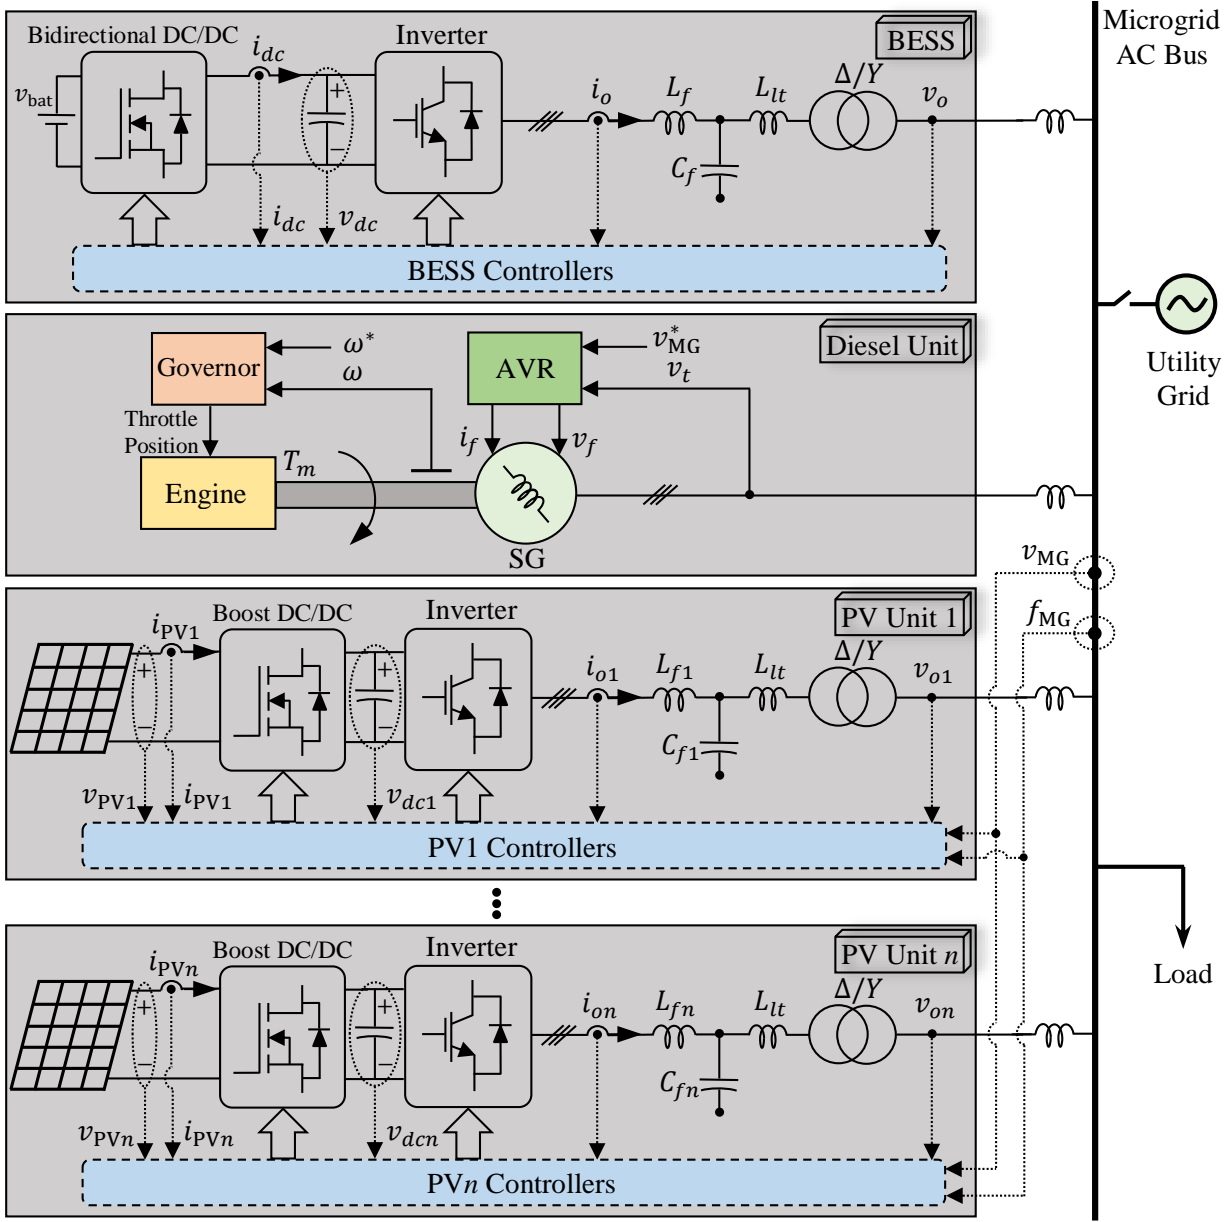 Microgrid
AC Bus
BESS
Bidirectional DC/DC
i_dc
Inverter
v_bat
+
−
i_o
L_f
L_lt
Δ/Y
v_o
C_f
i_dc
v_dc
BESS Controllers
Utility
Grid
Diesel Unit
Governor
ω*
ω
AVR
v*_MG
v_t
Throttle
Position
i_f
v_f
Engine
T_m
SG
v_MG
f_MG
PV Unit 1
Boost DC/DC
Inverter
i_PV1
+
−
+
−
i_o1
L_f1
L_lt
Δ/Y
v_o1
C_f1
v_PV1
i_PV1
v_dc1
PV1 Controllers
Load
PV Unit n
Boost DC/DC
Inverter
i_PVn
+
−
+
−
i_on
L_fn
L_lt
Δ/Y
v_on
C_fn
v_PVn
i_PVn
v_dcn
PVn Controllers